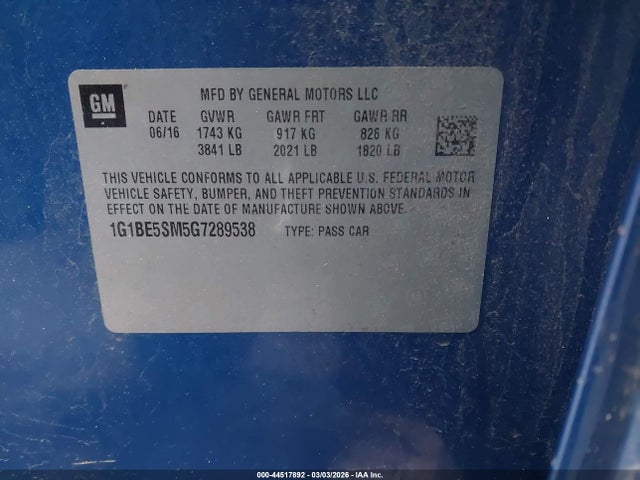 GM
MFD BY GENERAL MOTORS LLC
DATE GVWR GAWR FRT GAWR RR
06/16 1743 KG 917 KG 826 KG
3841 LB 2021 LB 1820 LB
THIS VEHICLE CONFORMS TO ALL APPLICABLE U.S. FEDERAL MOTOR
VEHICLE SAFETY, BUMPER, AND THEFT PREVENTION STANDARDS IN
EFFECT ON THE DATE OF MANUFACTURE SHOWN ABOVE.
1G1BE5SM5G7289538 TYPE: PASS CAR
000-44517892 - 03/03/2026 - IAA Inc.